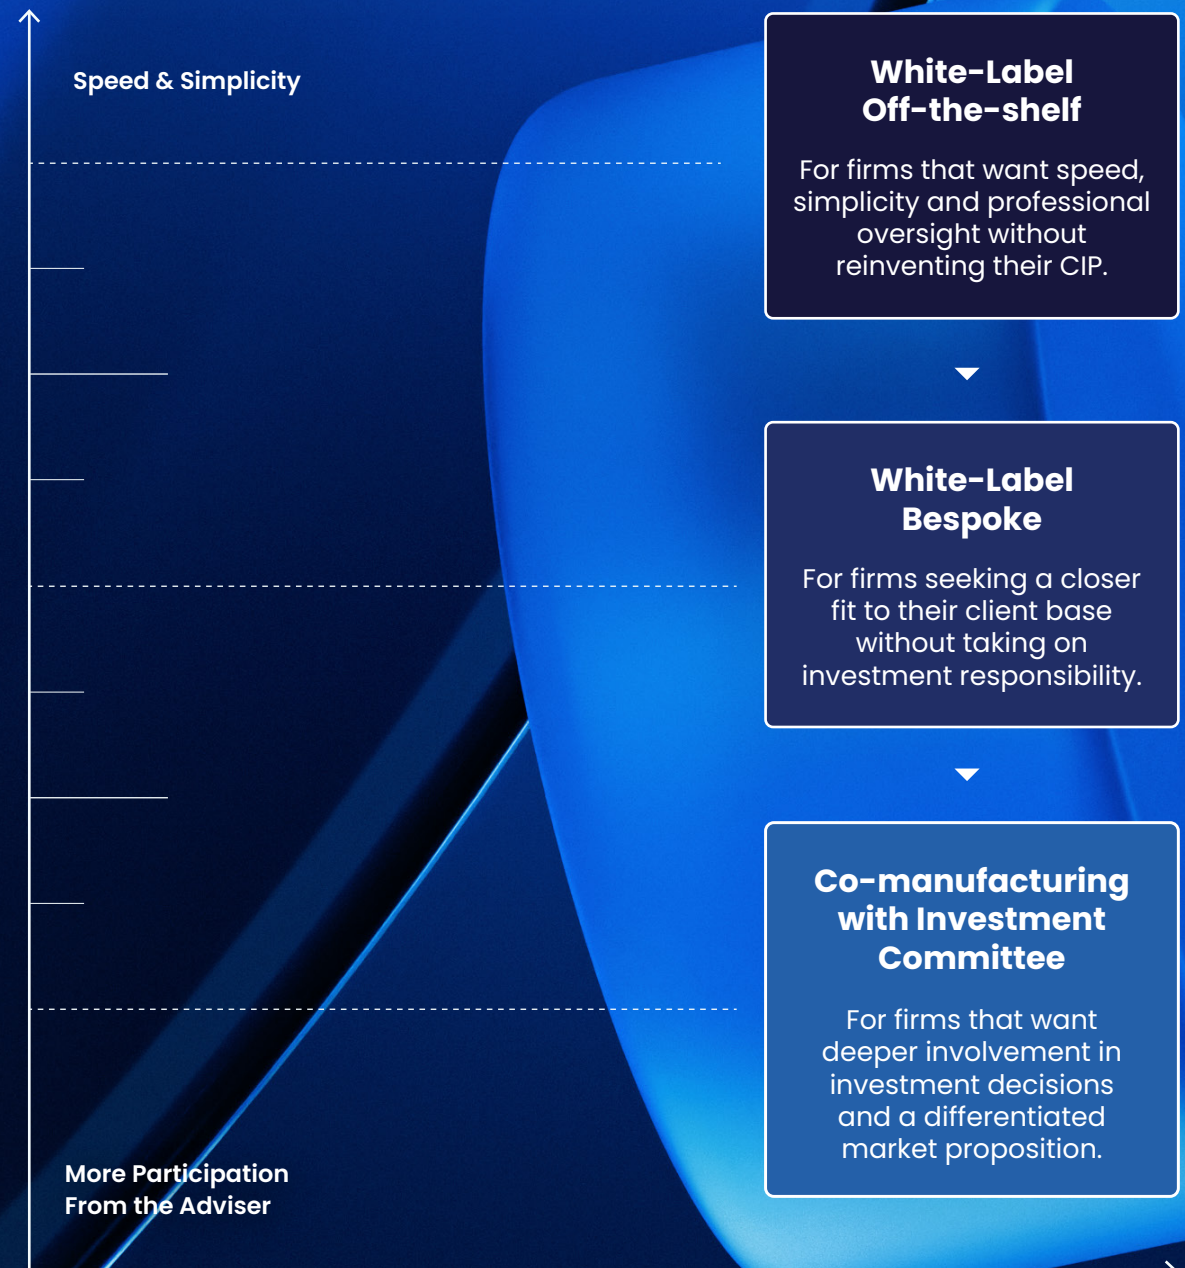 Speed & Simplicity
White-Label
Off-the-shelf
For firms that want speed,
simplicity and professional
oversight without
reinventing their CIP.
White-Label
Bespoke
For firms seeking a closer
fit to their client base
without taking on
investment responsibility.
Co-manufacturing
with Investment
Committee
For firms that want
deeper involvement in
investment decisions
and a differentiated
market proposition.
More Participation
From the Adviser